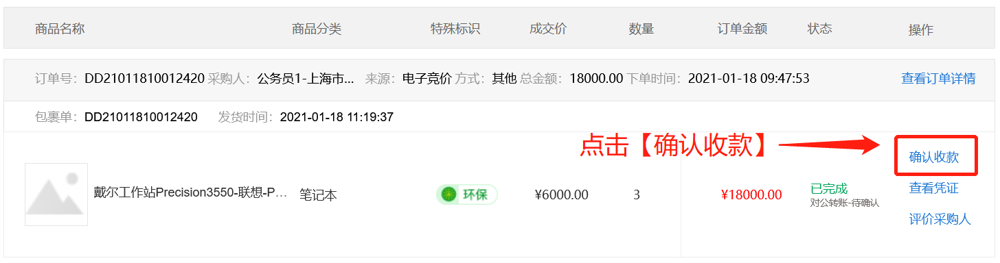 商品名称 商品分类 特殊标识 成交价 数量 订单金额 状态 操作
订单号：DD21011810012420 采购人：公务员1-上海市... 来源：电子竞价 方式：其他 总金额：18000.00 下单时间：2021-01-18 09:47:53 查看订单详情
包裹单：DD21011810012420 发货时间：2021-01-18 11:19:37
点击【确认收款】 确认收款
戴尔工作站Precision3550-联想-P... 笔记本 环保 ¥6000.00 3 ¥18000.00 已完成 查看凭证
对公转账-待确认
评价采购人